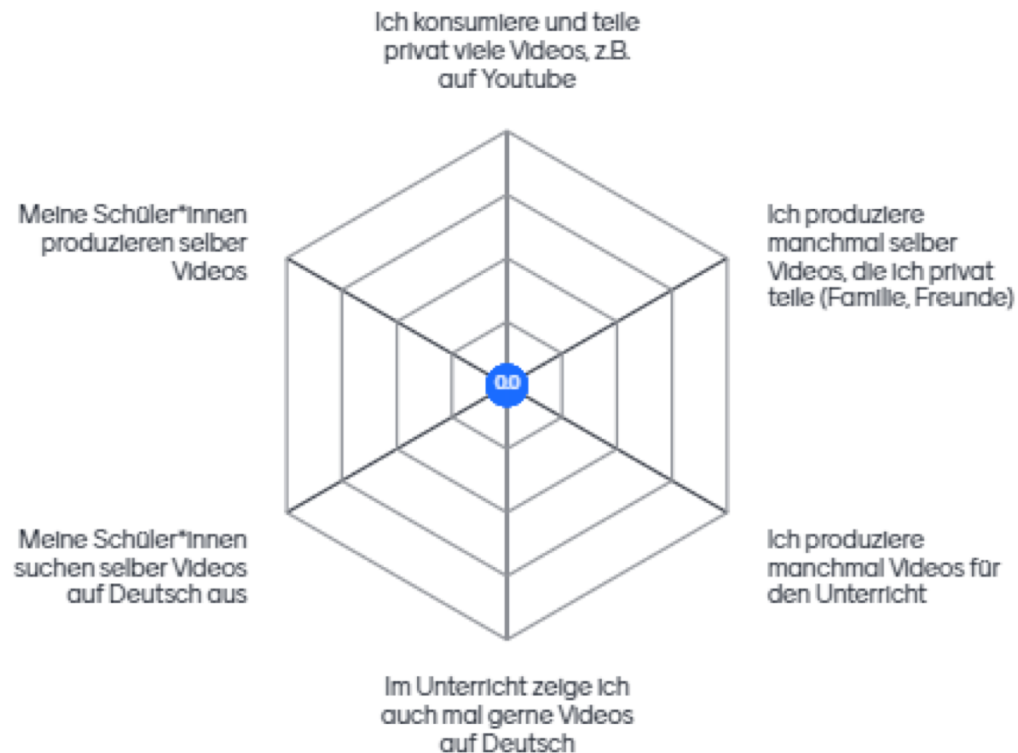 Ich konsumiere und teile
privat viele Videos, z.B.
auf Youtube
Meine Schüler*innen
produzieren selber
Videos
Ich produziere
manchmal selber
Videos, die ich privat
teile (Familie, Freunde)
0.0
Meine Schüler*innen
suchen selber Videos
auf Deutsch aus
Ich produziere
manchmal Videos für
den Unterricht
Im Unterricht zeige ich
auch mal gerne Videos
auf Deutsch